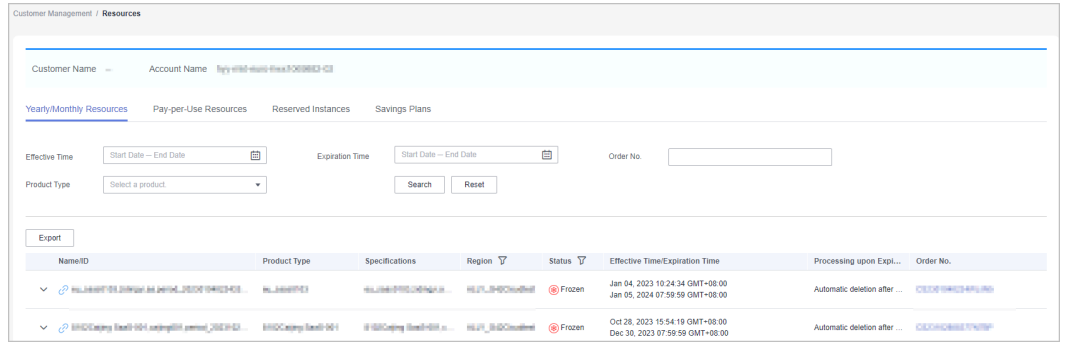 Customer Management / Resources
Customer Name -- Account Name
Yearly/Monthly Resources Pay-per-Use Resources Reserved Instances Savings Plans
Effective Time Start Date -- End Date Expiration Time Start Date -- End Date Order No.
Product Type Select a product. Search Reset
Export
Name/ID Product Type Specifications Region Status Effective Time/Expiration Time Processing upon Expi... Order No.
Frozen Jan 04, 2023 10:24:34 GMT+08:00 Automatic deletion after ...
Jan 05, 2024 07:59:59 GMT+08:00
Frozen Oct 28, 2023 15:54:19 GMT+08:00 Automatic deletion after ...
Dec 30, 2023 07:59:59 GMT+08:00